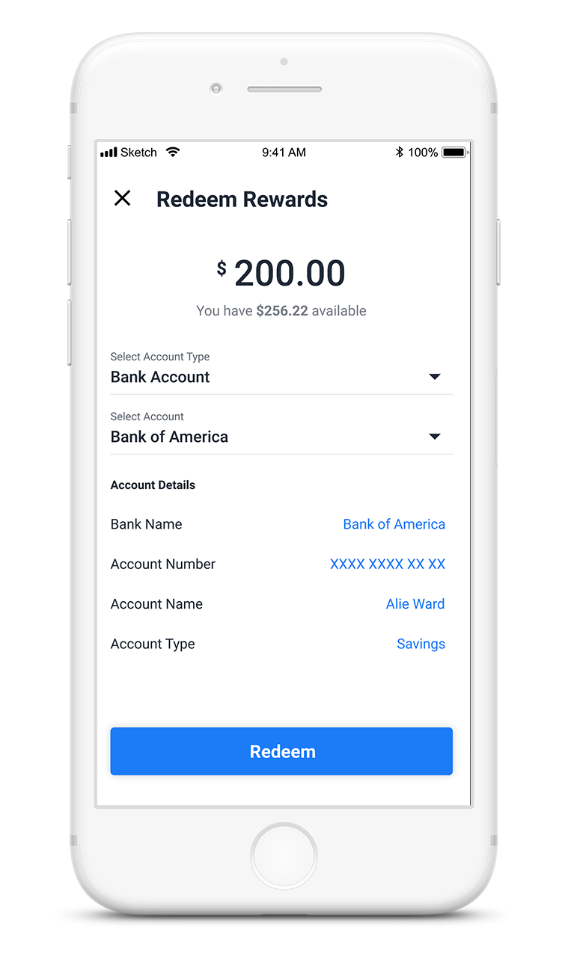 Sketch 9:41 AM 100%
Redeem Rewards
$ 200.00
You have $256.22 available
Select Account Type
Bank Account
Select Account
Bank of America
Account Details
Bank Name Bank of America
Account Number XXXX XXXX XX XX
Account Name Alie Ward
Account Type Savings
Redeem